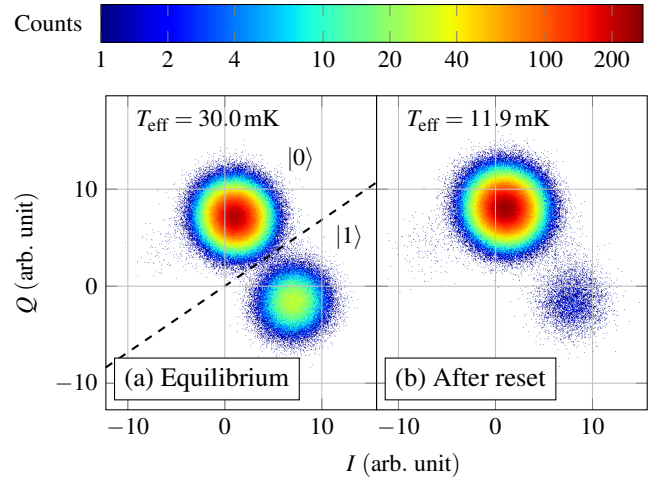 Counts
1 2 4 10 20 40 100 200
T_eff = 30.0 mK
T_eff = 11.9 mK
|0⟩
|1⟩
10
0
−10
Q (arb. unit)
(a) Equilibrium
(b) After reset
−10 0 10
−10 0 10
I (arb. unit)